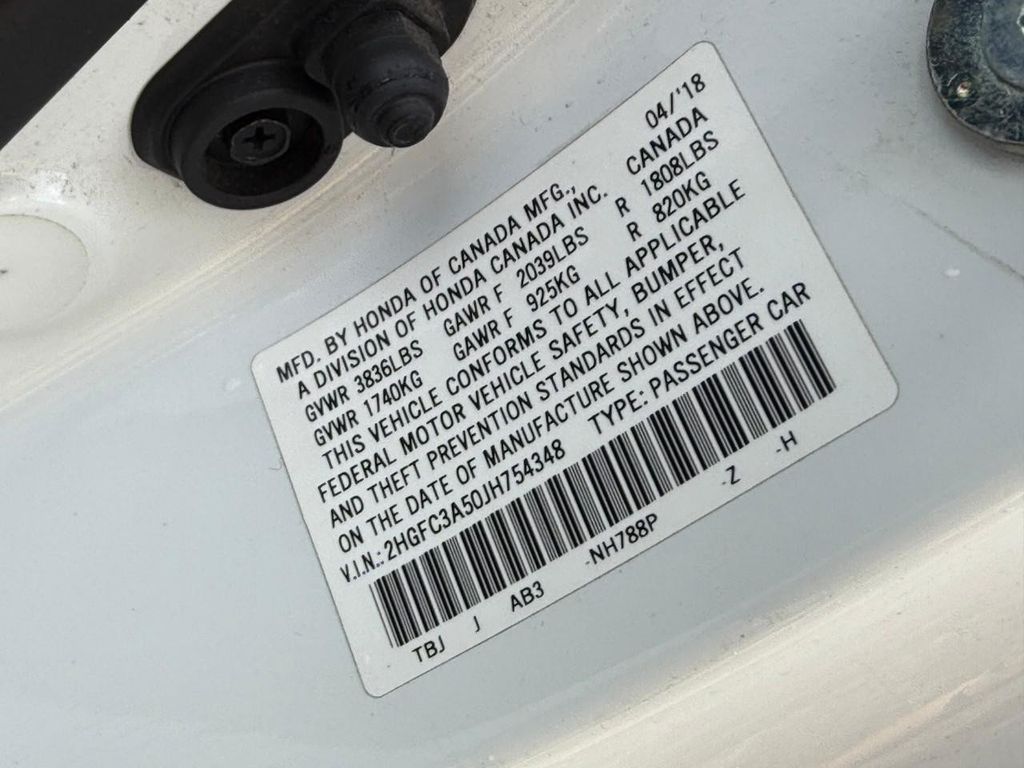 04/'18
MFD. BY HONDA OF CANADA MFG.,
A DIVISION OF HONDA CANADA INC. CANADA
GVWR 3836LBS GAWR F 2039LBS R 1808LBS
GVWR 1740KG GAWR F 925KG R 820KG
THIS VEHICLE CONFORMS TO ALL APPLICABLE
FEDERAL MOTOR VEHICLE SAFETY, BUMPER,
AND THEFT PREVENTION STANDARDS IN EFFECT
ON THE DATE OF MANUFACTURE SHOWN ABOVE.
V.I.N.: 2HGFC3A50JH754348 TYPE: PASSENGER CAR
TBJ J AB3 -NH788P -Z -H